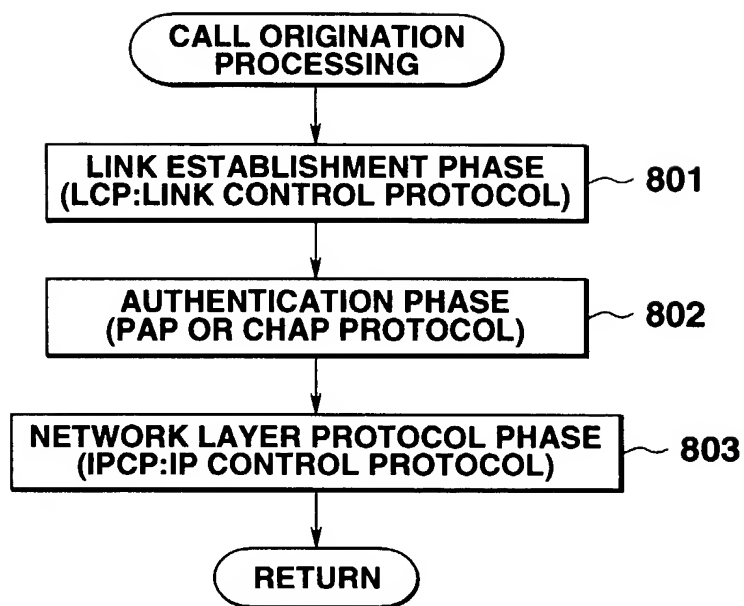 CALL ORIGINATION
PROCESSING
LINK ESTABLISHMENT PHASE
(LCP:LINK CONTROL PROTOCOL)
801
AUTHENTICATION PHASE
(PAP OR CHAP PROTOCOL)
802
NETWORK LAYER PROTOCOL PHASE
(IPCP:IP CONTROL PROTOCOL)
803
RETURN